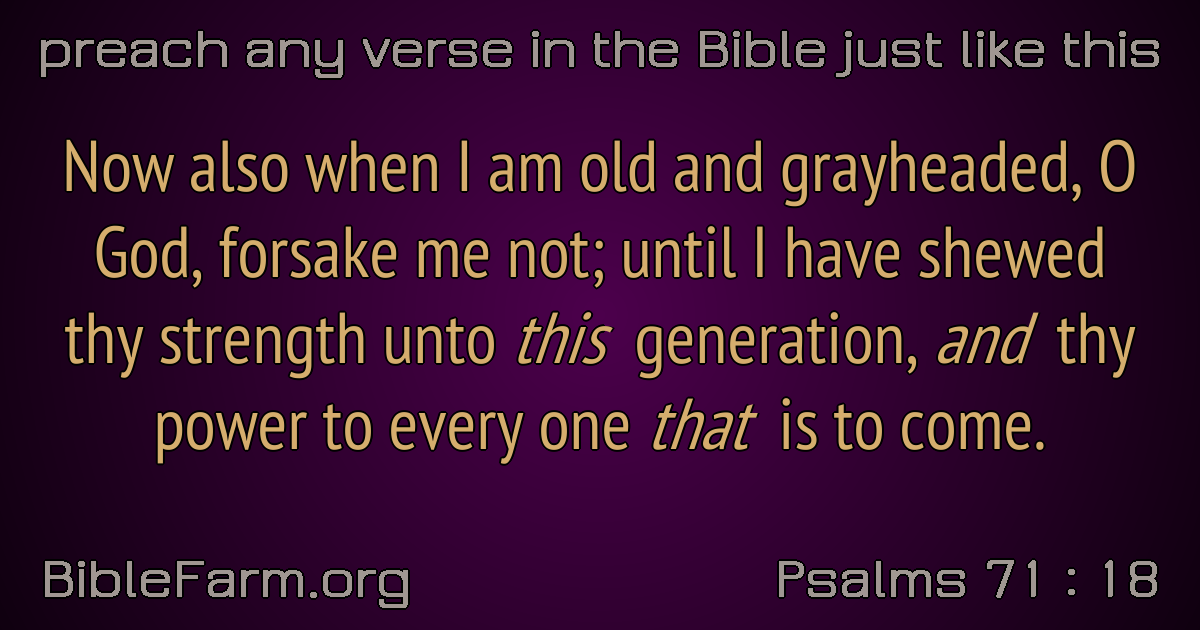 preach any verse in the Bible just like this
Now also when I am old and grayheaded, O
God, forsake me not; until I have shewed
thy strength unto this generation, and thy
power to every one that is to come.
BibleFarm.org
Psalms 71 : 18